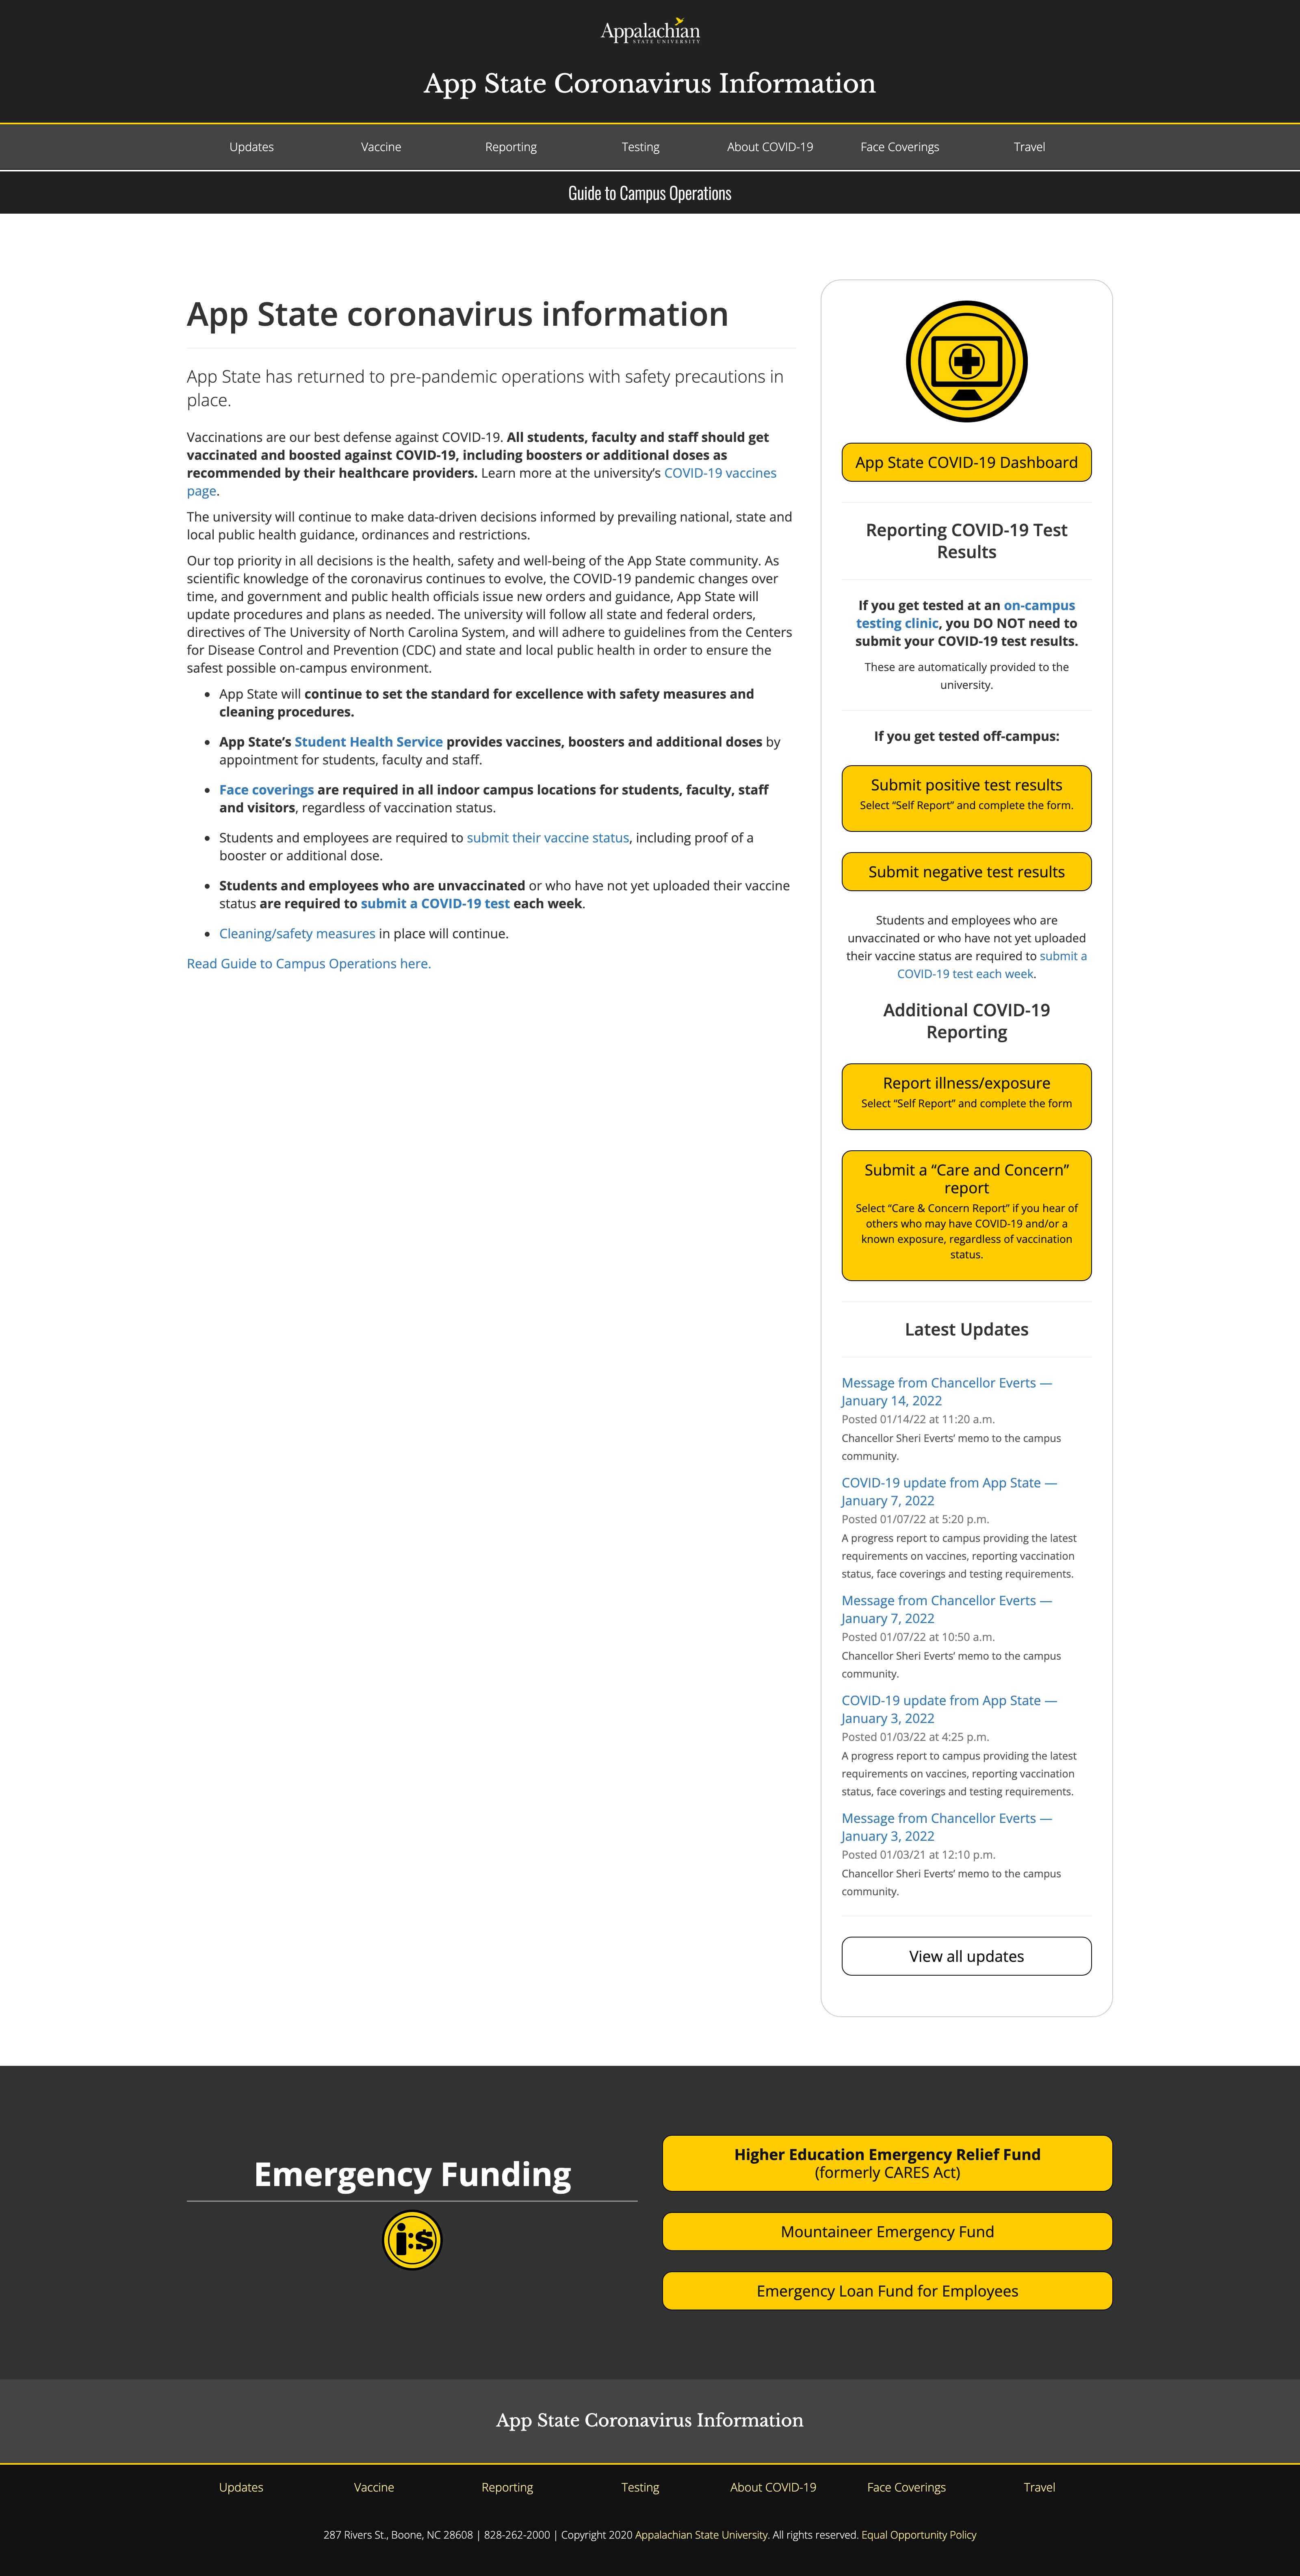 Appalachian
STATE UNIVERSITY
App State Coronavirus Information
Updates Vaccine Reporting Testing About COVID-19 Face Coverings Travel
Guide to Campus Operations
App State coronavirus information
App State has returned to pre-pandemic operations with safety precautions in
place.
Vaccinations are our best defense against COVID-19. All students, faculty and staff should get
vaccinated and boosted against COVID-19, including boosters or additional doses as
recommended by their healthcare providers. Learn more at the university's COVID-19 vaccines
page.
The university will continue to make data-driven decisions informed by prevailing national, state and
local public health guidance, ordinances and restrictions.
Our top priority in all decisions is the health, safety and well-being of the App State community. As
scientific knowledge of the coronavirus continues to evolve, the COVID-19 pandemic changes over
time, and government and public health officials issue new orders and guidance, App State will
update procedures and plans as needed. The university will follow all state and federal orders,
directives of The University of North Carolina System, and will adhere to guidelines from the Centers
for Disease Control and Prevention (CDC) and state and local public health in order to ensure the
safest possible on-campus environment.
• App State will continue to set the standard for excellence with safety measures and
cleaning procedures.
• App State's Student Health Service provides vaccines, boosters and additional doses by
appointment for students, faculty and staff.
• Face coverings are required in all indoor campus locations for students, faculty, staff
and visitors, regardless of vaccination status.
• Students and employees are required to submit their vaccine status, including proof of a
booster or additional dose.
• Students and employees who are unvaccinated or who have not yet uploaded their vaccine
status are required to submit a COVID-19 test each week.
• Cleaning/safety measures in place will continue.
Read Guide to Campus Operations here.
App State COVID-19 Dashboard
Reporting COVID-19 Test
Results
If you get tested at an on-campus
testing clinic, you DO NOT need to
submit your COVID-19 test results.
These are automatically provided to the
university.
If you get tested off-campus:
Submit positive test results
Select “Self Report” and complete the form.
Submit negative test results
Students and employees who are
unvaccinated or who have not yet uploaded
their vaccine status are required to submit a
COVID-19 test each week.
Additional COVID-19
Reporting
Report illness/exposure
Select “Self Report” and complete the form
Submit a “Care and Concern”
report
Select “Care & Concern Report” if you hear of
others who may have COVID-19 and/or a
known exposure, regardless of vaccination
status.
Latest Updates
Message from Chancellor Everts —
January 14, 2022
Posted 01/14/22 at 11:20 a.m.
Chancellor Sheri Everts’ memo to the campus
community.
COVID-19 update from App State —
January 7, 2022
Posted 01/07/22 at 5:20 p.m.
A progress report to campus providing the latest
requirements on vaccines, reporting vaccination
status, face coverings and testing requirements.
Message from Chancellor Everts —
January 7, 2022
Posted 01/07/22 at 10:50 a.m.
Chancellor Sheri Everts’ memo to the campus
community.
COVID-19 update from App State —
January 3, 2022
Posted 01/03/22 at 4:25 p.m.
A progress report to campus providing the latest
requirements on vaccines, reporting vaccination
status, face coverings and testing requirements.
Message from Chancellor Everts —
January 3, 2022
Posted 01/03/21 at 12:10 p.m.
Chancellor Sheri Everts’ memo to the campus
community.
View all updates
Emergency Funding
i:$
Higher Education Emergency Relief Fund
(formerly CARES Act)
Mountaineer Emergency Fund
Emergency Loan Fund for Employees
App State Coronavirus Information
Updates Vaccine Reporting Testing About COVID-19 Face Coverings Travel
287 Rivers St., Boone, NC 28608 | 828-262-2000 | Copyright 2020 Appalachian State University. All rights reserved. Equal Opportunity Policy